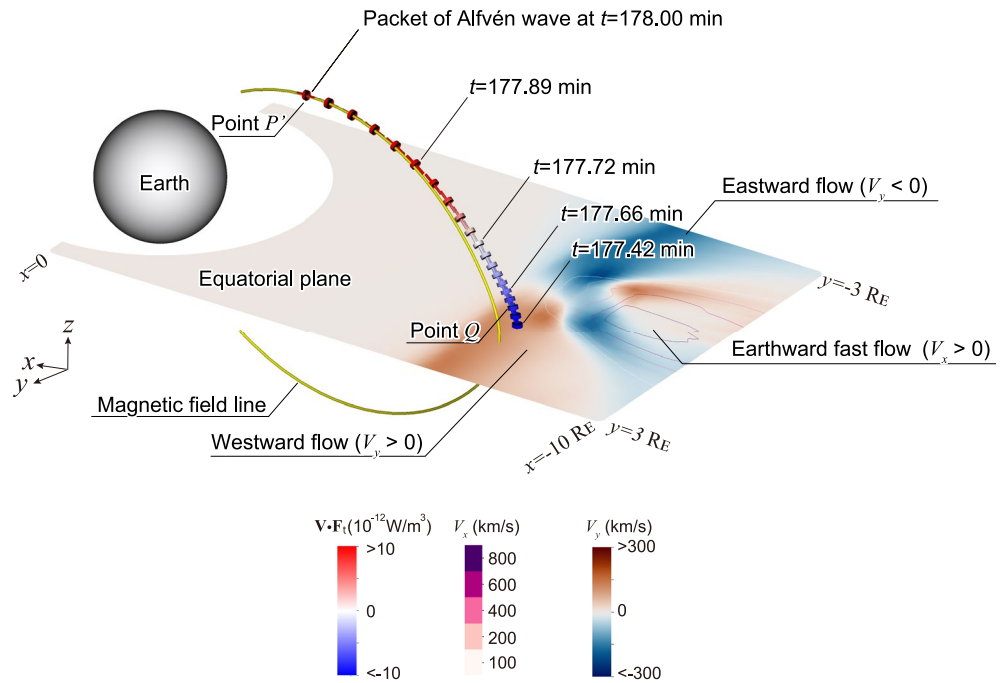 Packet of Alfvén wave at t=178.00 min
t=177.89 min
Point P'
t=177.72 min
Earth
Eastward flow (Vy < 0)
t=177.66 min
t=177.42 min
x=0
Equatorial plane
y=-3 RE
Point Q
Earthward fast flow (Vx > 0)
z
x
y
Magnetic field line
Westward flow (Vy > 0)
x=-10 RE
y=3 RE
V•Ft(10-12W/m3)
Vx (km/s)
Vy (km/s)
>10
0
<-10
800
600
400
200
100
>300
0
<-300